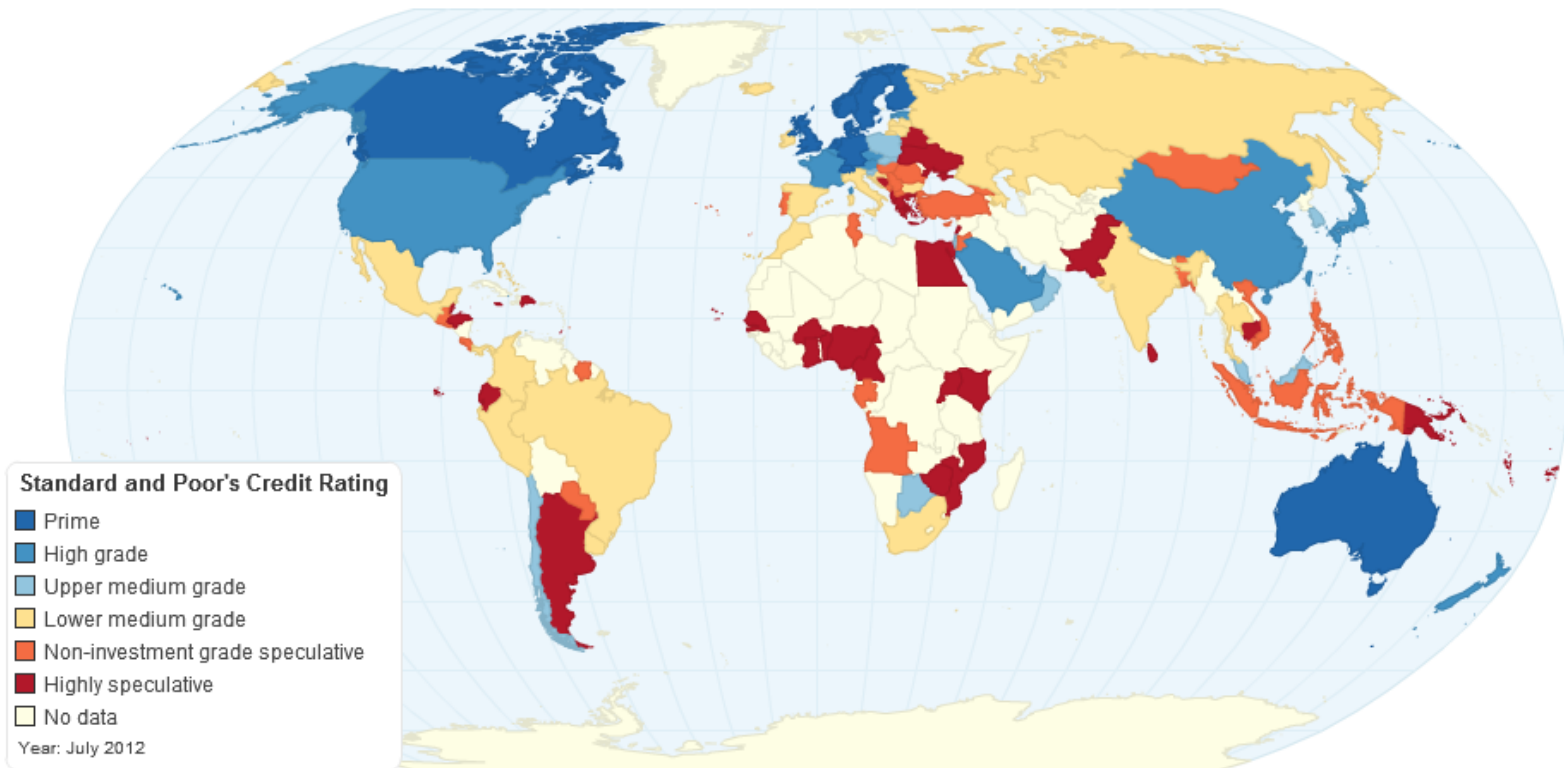 Standard and Poor's Credit Rating
Prime
High grade
Upper medium grade
Lower medium grade
Non-investment grade speculative
Highly speculative
No data
Year: July 2012